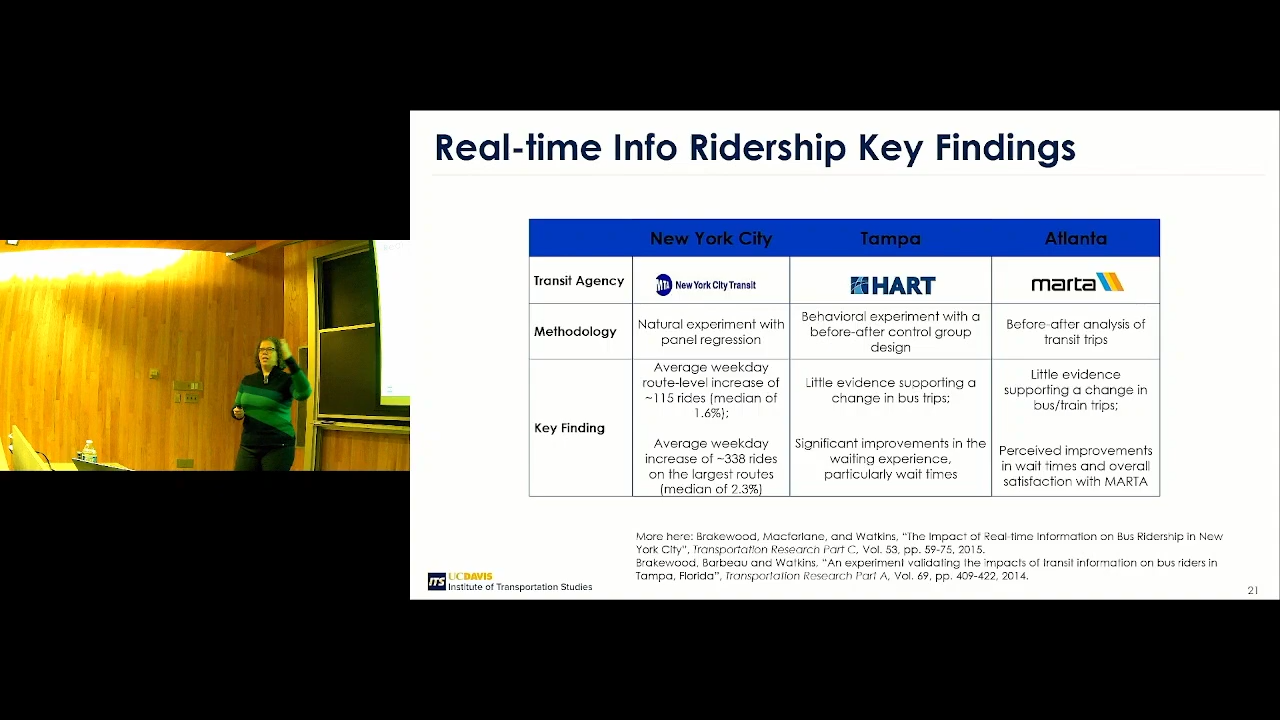 Real-time Info Ridership Key Findings
New York City
Tampa
Atlanta
Transit Agency
MTA New York City Transit
HART
marta
Methodology
Natural experiment with
panel regression
Behavioral experiment with a
before-after control group
design
Before-after analysis of
transit trips
Key Finding
Average weekday
route-level increase of
~115 rides (median of
1.6%);
Average weekday
increase of ~338 rides
on the largest routes
(median of 2.3%)
Little evidence supporting a
change in bus trips;
Significant improvements in the
waiting experience,
particularly wait times
Little evidence
supporting a change in
bus/train trips;
Perceived improvements
in wait times and overall
satisfaction with MARTA
More here: Brakewood, Macfarlane, and Watkins, “The Impact of Real-time Information on Bus Ridership in New
York City”, Transportation Research Part C, Vol. 53, pp. 59-75, 2015.
Brakewood, Barbeau and Watkins, “An experiment validating the impacts of transit information on bus riders in
Tampa, Florida”, Transportation Research Part A, Vol. 69, pp. 409-422, 2014.
ITS UCDAVIS
Institute of Transportation Studies
21